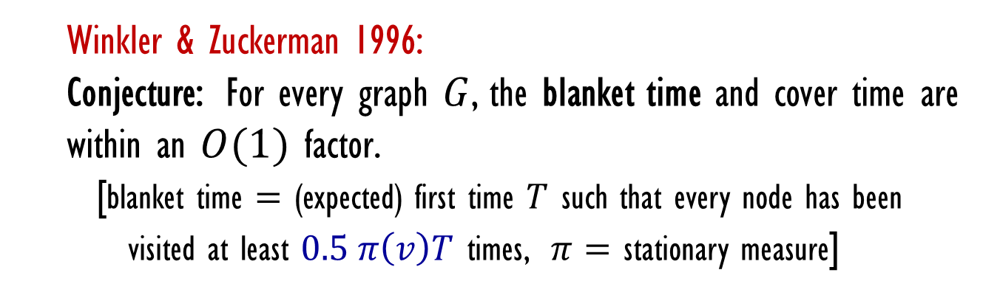 Winkler & Zuckerman 1996:
Conjecture: For every graph G, the blanket time and cover time are
within an O(1) factor.
[blanket time = (expected) first time T such that every node has been
visited at least 0.5 π(v)T times, π = stationary measure]